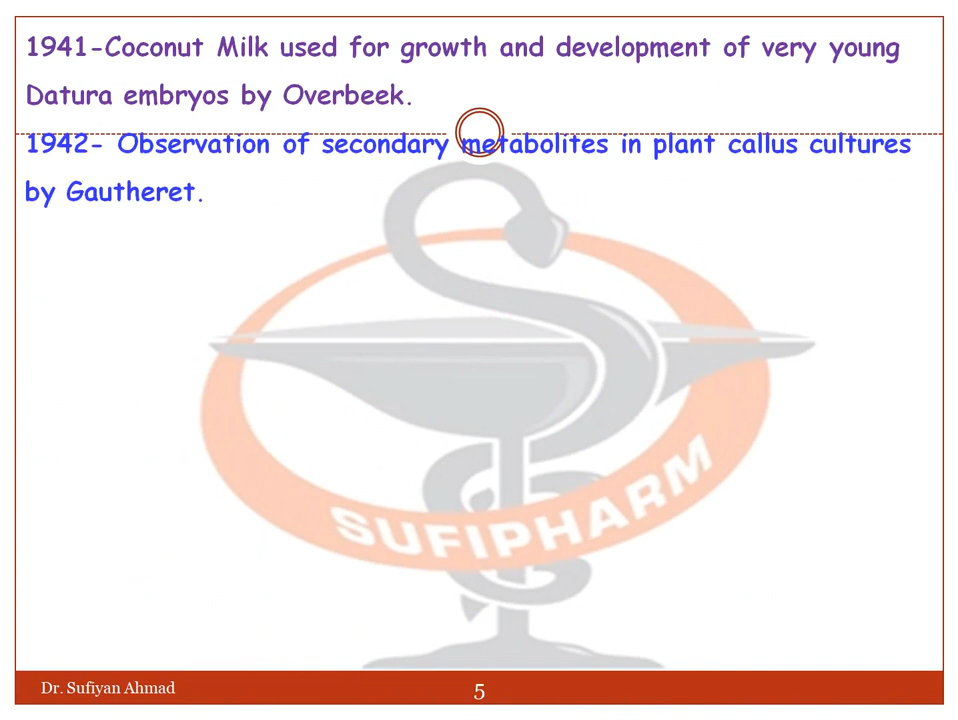 1941-Coconut Milk used for growth and development of very young
Datura embryos by Overbeek.
1942- Observation of secondary metabolites in plant callus cultures
by Gautheret.
SUFIPHARM
Dr. Sufiyan Ahmad
5